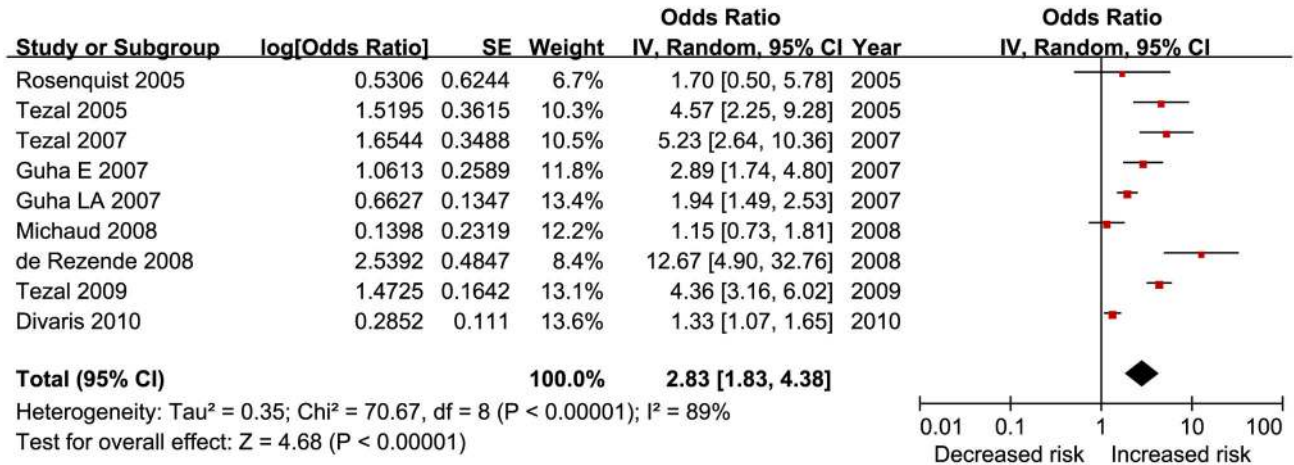 Odds Ratio Odds Ratio
Study or Subgroup log[Odds Ratio] SE Weight IV, Random, 95% CI Year IV, Random, 95% CI
Rosenquist 2005 0.5306 0.6244 6.7% 1.70 [0.50, 5.78] 2005
Tezal 2005 1.5195 0.3615 10.3% 4.57 [2.25, 9.28] 2005
Tezal 2007 1.6544 0.3488 10.5% 5.23 [2.64, 10.36] 2007
Guha E 2007 1.0613 0.2589 11.8% 2.89 [1.74, 4.80] 2007
Guha LA 2007 0.6627 0.1347 13.4% 1.94 [1.49, 2.53] 2007
Michaud 2008 0.1398 0.2319 12.2% 1.15 [0.73, 1.81] 2008
de Rezende 2008 2.5392 0.4847 8.4% 12.67 [4.90, 32.76] 2008
Tezal 2009 1.4725 0.1642 13.1% 4.36 [3.16, 6.02] 2009
Divaris 2010 0.2852 0.111 13.6% 1.33 [1.07, 1.65] 2010
Total (95% CI) 100.0% 2.83 [1.83, 4.38]
Heterogeneity: Tau² = 0.35; Chi² = 70.67, df = 8 (P < 0.00001); I² = 89%
Test for overall effect: Z = 4.68 (P < 0.00001)
0.01 0.1 1 10 100
Decreased risk Increased risk